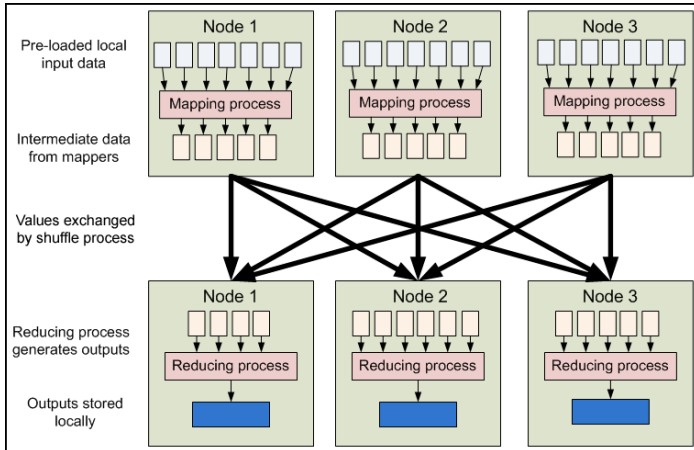 Node 1
Node 2
Node 3
Pre-loaded local
input data
Mapping process
Mapping process
Mapping process
Intermediate data
from mappers
Values exchanged
by shuffle process
Node 1
Node 2
Node 3
Reducing process
generates outputs
Reducing process
Reducing process
Reducing process
Outputs stored
locally